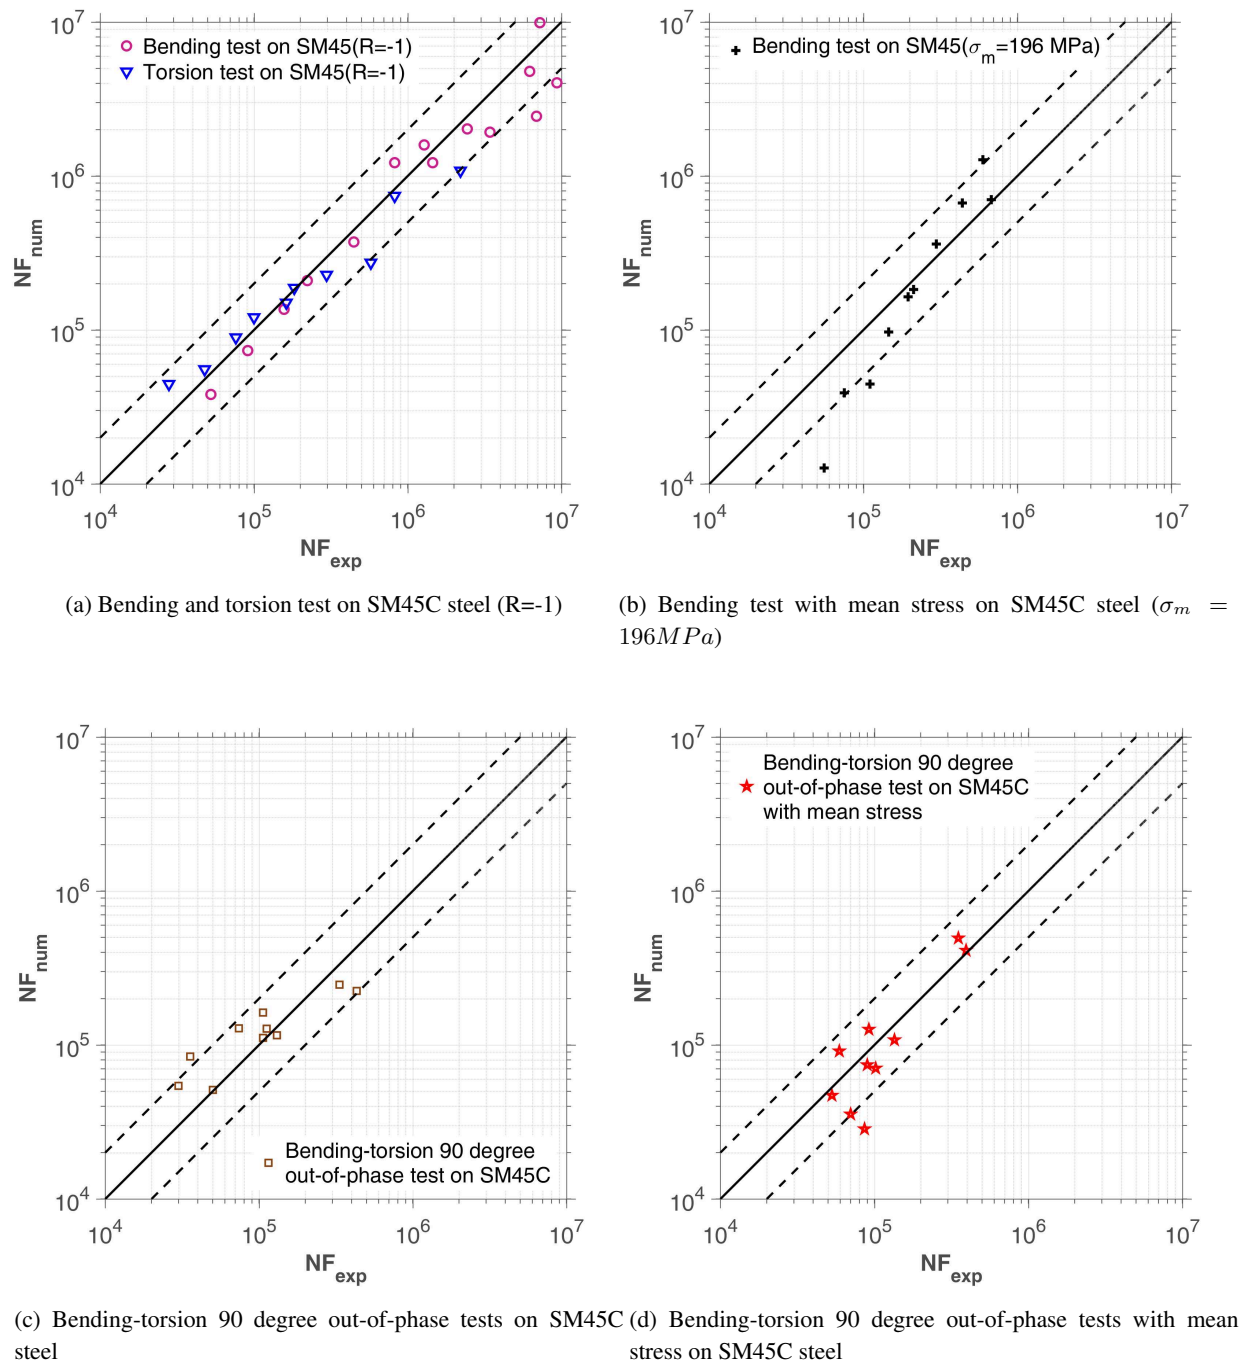 10^7
10^6
10^5
10^4
NF_num
Bending test on SM45(R=-1)
Torsion test on SM45(R=-1)
10^4 10^5 10^6 10^7
NF_exp
(a) Bending and torsion test on SM45C steel (R=-1)
10^7
10^6
10^5
10^4
NF_num
Bending test on SM45(σ_m=196 MPa)
10^4 10^5 10^6 10^7
NF_exp
(b) Bending test with mean stress on SM45C steel (σ_m =
196MPa)
10^7
10^6
10^5
10^4
NF_num
Bending-torsion 90 degree
out-of-phase test on SM45C
10^4 10^5 10^6 10^7
NF_exp
(c) Bending-torsion 90 degree out-of-phase tests on SM45C
steel
10^7
10^6
10^5
10^4
NF_num
Bending-torsion 90 degree
out-of-phase test on SM45C
with mean stress
10^4 10^5 10^6 10^7
NF_exp
(d) Bending-torsion 90 degree out-of-phase tests with mean
stress on SM45C steel